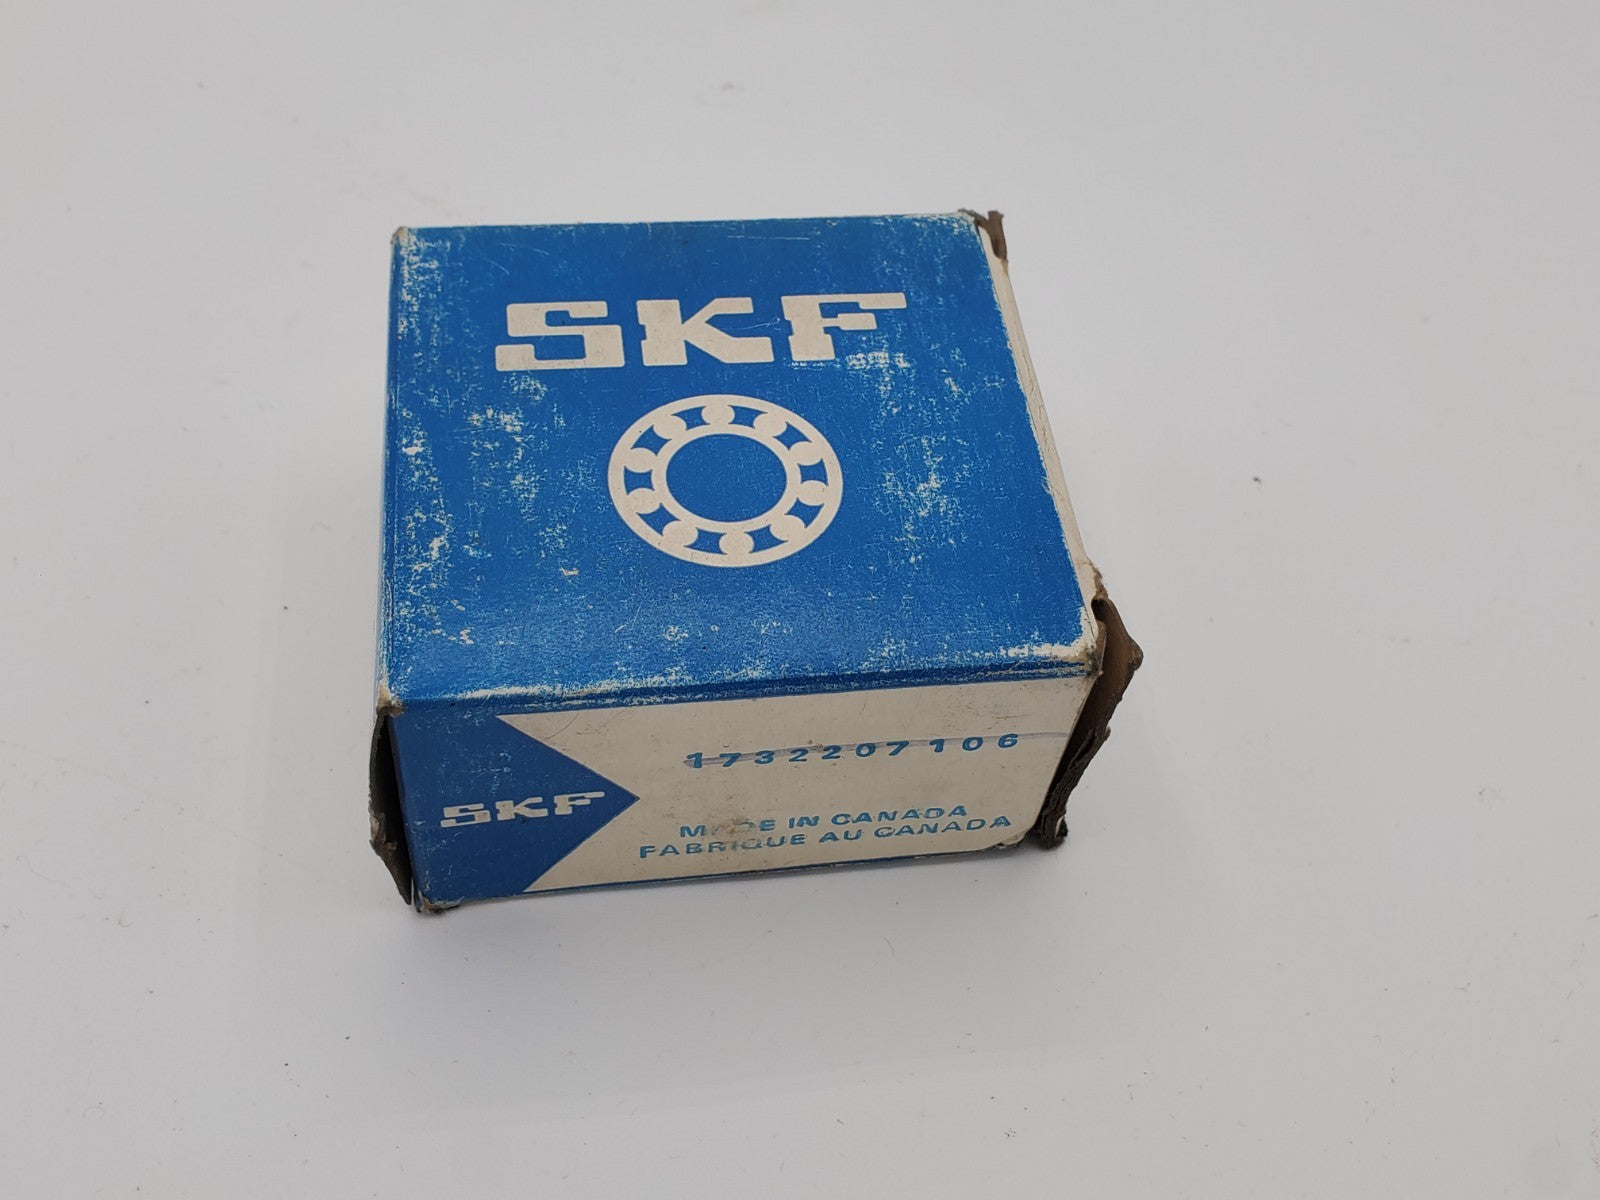 SKF
SKF
1732207106
MADE IN CANADA
FABRIQUE AU CANADA